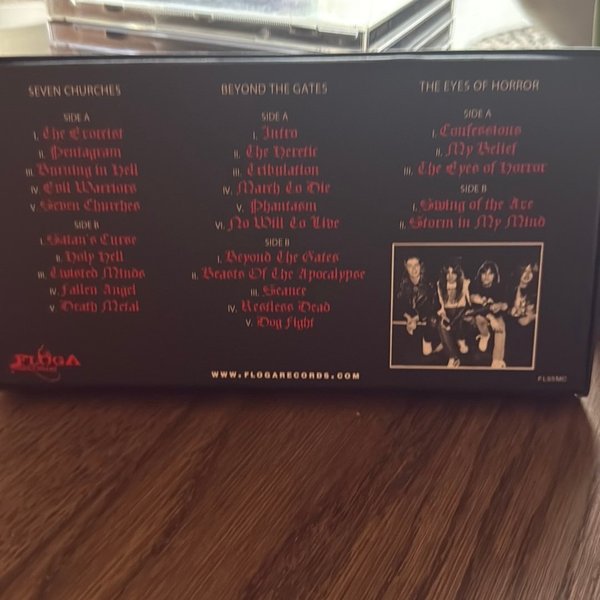 SEVEN CHURCHES
SIDE A
I. The Exorcist
II. Pentagram
III. Burning in Hell
IV. Evil Warriors
V. Seven Churches
SIDE B
I. Satan's Curse
II. Holy Hell
III. Twisted Minds
IV. Fallen Angel
V. Death Metal
BEYOND THE GATES
SIDE A
I. Intro
II. The Heretic
III. Tribulation
IV. March To Die
V. Phantasm
VI. No Will To Live
SIDE B
I. Beyond The Gates
II. Beasts Of The Apocalypse
III. Seance
IV. Restless Dead
V. Dog Fight
THE EYES OF HORROR
SIDE A
I. Confessions
II. My Belief
III. The Eyes of Horror
SIDE B
I. Swing of the Axe
II. Storm in My Mind
FLOGA
RECORDS
WWW.FLOGARECORDS.COM
FL95MC